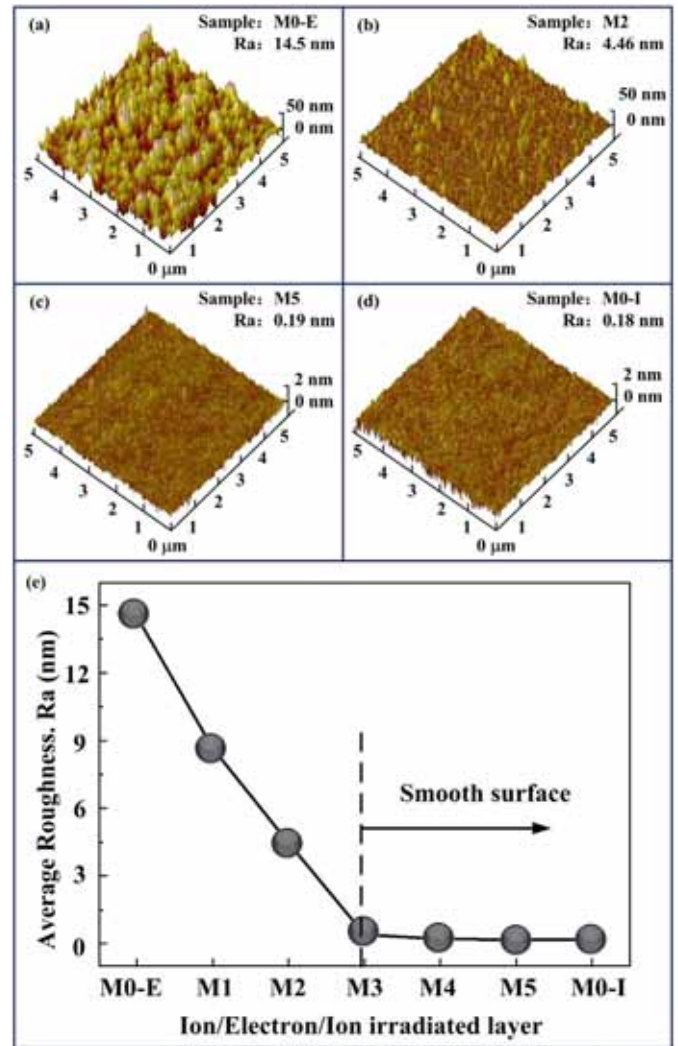 (a) Sample: M0-E
Ra: 14.5 nm
50 nm
0 nm
5
4
3
2
1
0 µm
1
2
3
4
5
(b) Sample: M2
Ra: 4.46 nm
50 nm
0 nm
5
4
3
2
1
0 µm
1
2
3
4
5
(c) Sample: M5
Ra: 0.19 nm
2 nm
0 nm
5
4
3
2
1
0 µm
1
2
3
4
5
(d) Sample: M0-I
Ra: 0.18 nm
2 nm
0 nm
5
4
3
2
1
0 µm
1
2
3
4
5
(e)
Average Roughness. Ra (nm)
15
12
9
6
3
0
Smooth surface
M0-E M1 M2 M3 M4 M5 M0-I
Ion/Electron/Ion irradiated layer